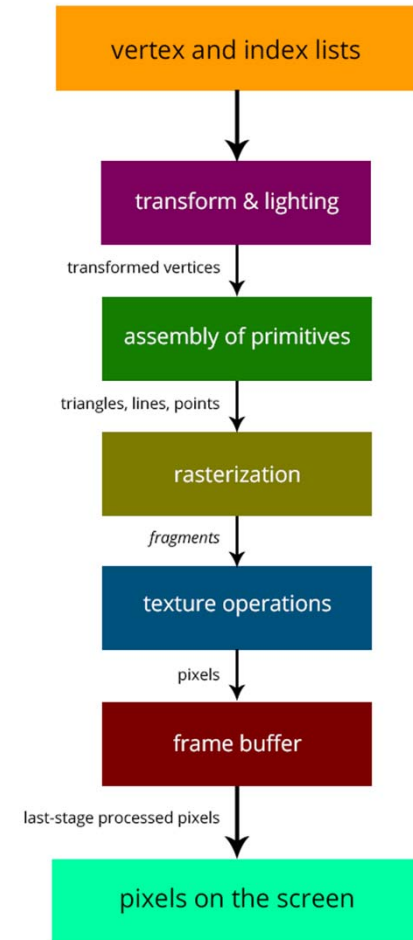 vertex and index lists
transform & lighting
transformed vertices
assembly of primitives
triangles, lines, points
rasterization
fragments
texture operations
pixels
frame buffer
last-stage processed pixels
pixels on the screen